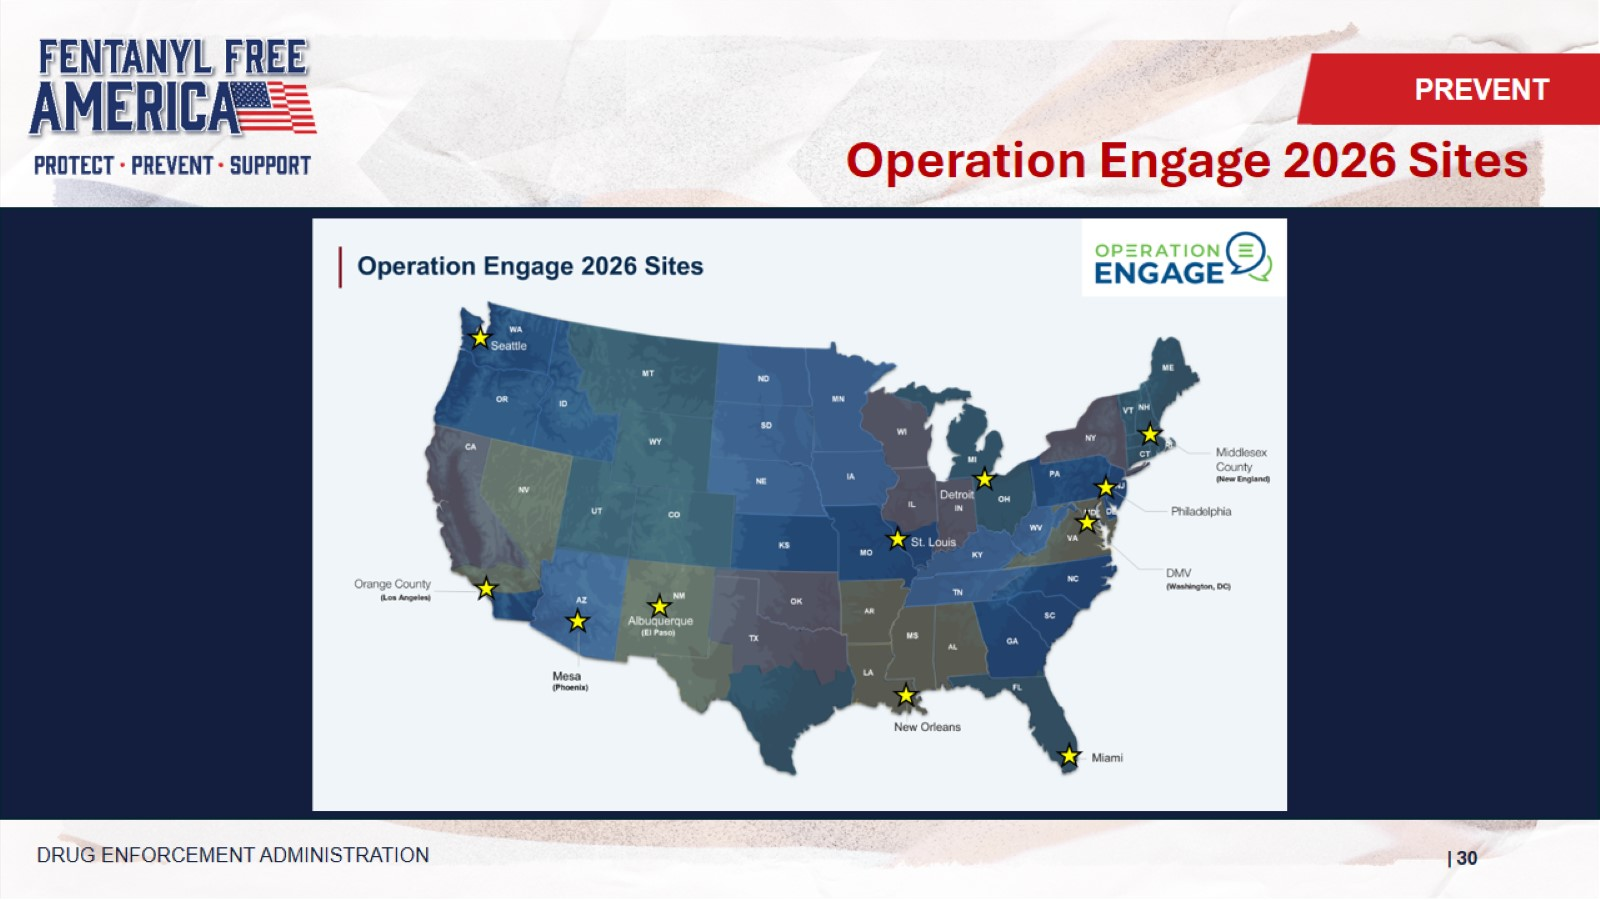 FENTANYL FREE
AMERICA
PROTECT · PREVENT · SUPPORT
PREVENT
Operation Engage 2026 Sites
Operation Engage 2026 Sites
OPERATION
ENGAGE
WA
Seattle
MT
ND
MN
OR
ID
SD
WY
WI
MI
NY
VT
NH
ME
CT
Middlesex
County
(New England)
CA
NV
UT
CO
NE
IA
IL
Detroit
IN
OH
PA
NJ
Philadelphia
KS
MO
St. Louis
KY
WV
VA
MD
DE
DMV
(Washington, DC)
Orange County
(Los Angeles)
AZ
NM
Albuquerque
(El Paso)
OK
AR
TN
NC
SC
TX
LA
MS
AL
GA
FL
Mesa
(Phoenix)
New Orleans
Miami
DRUG ENFORCEMENT ADMINISTRATION
| 30